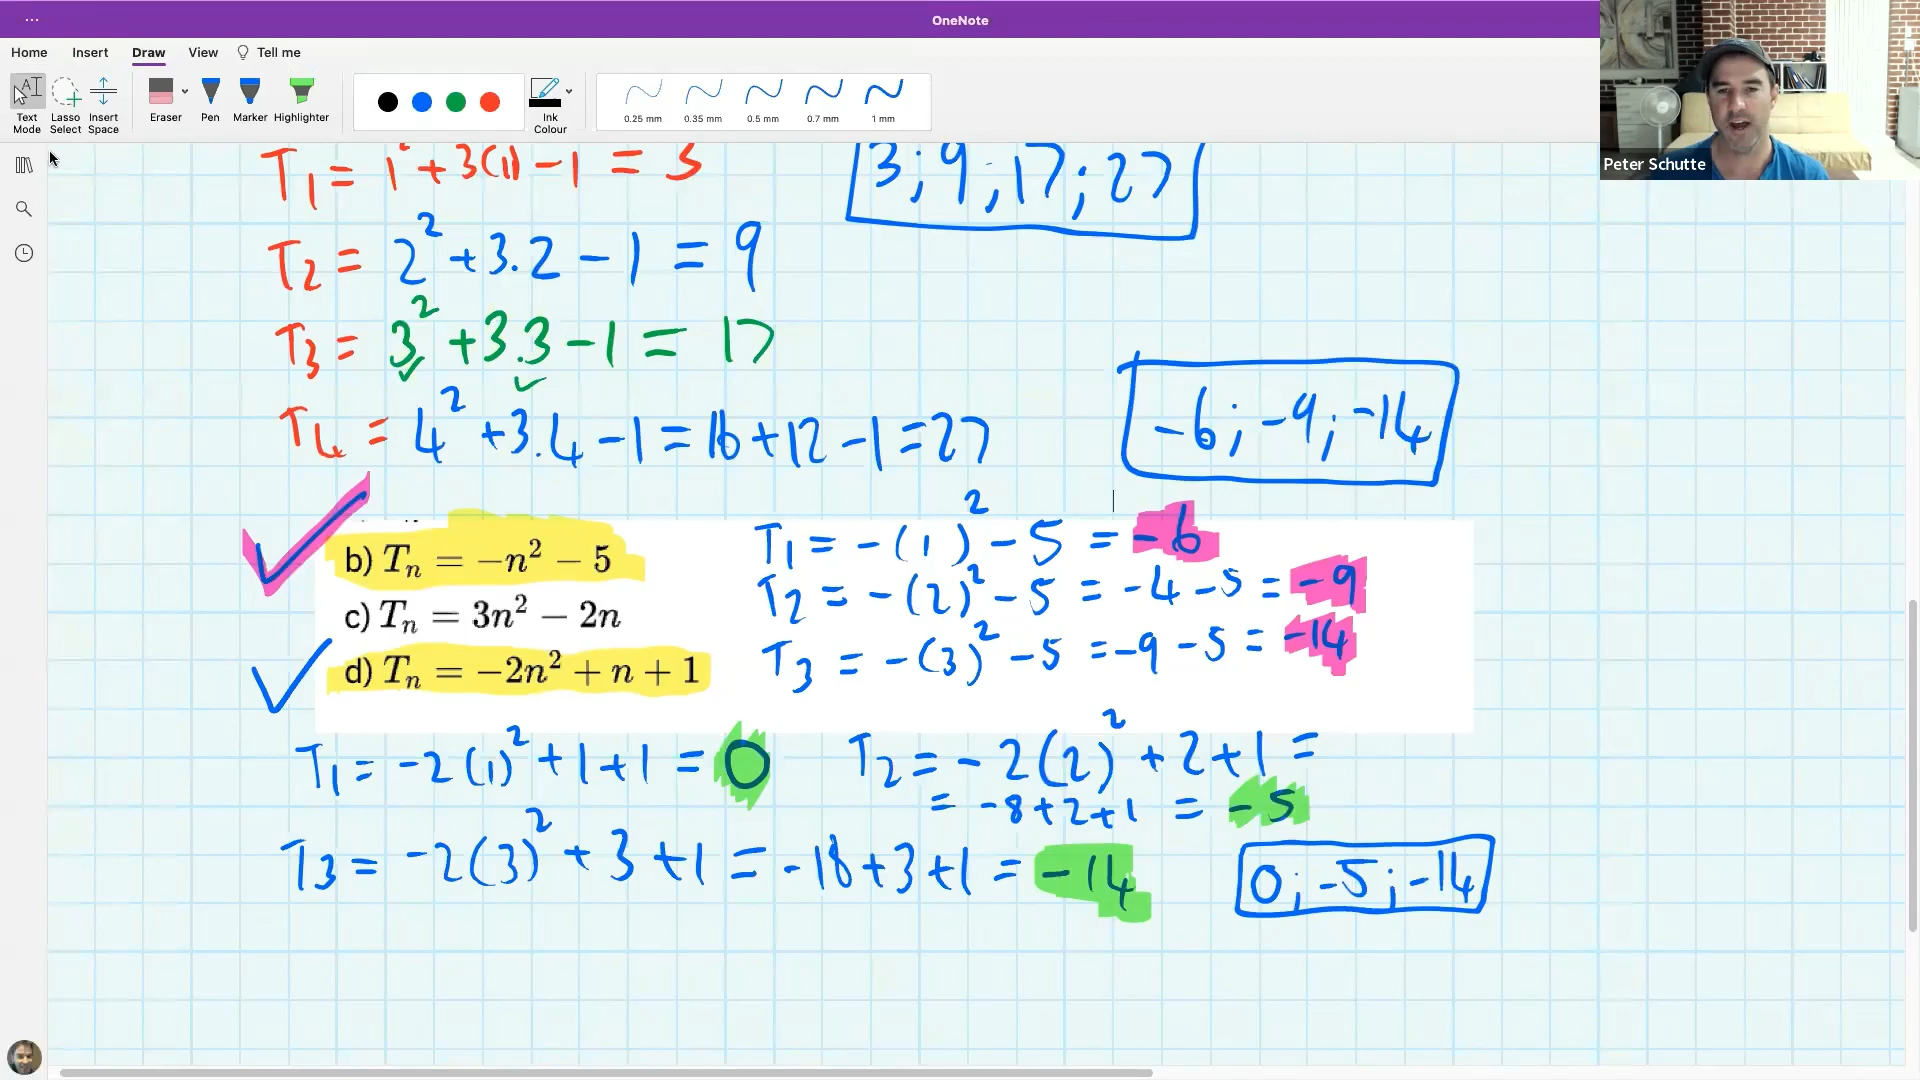 OneNote
Home Insert Draw View Tell me
Text Mode Lasso Select Insert Space Eraser Pen Marker Highlighter Ink Colour 0.25 mm 0.35 mm 0.5 mm 0.7 mm 1 mm
Peter Schutte
T₁ = 1² + 3(1) - 1 = 3
3; 9; 17; 27
T₂ = 2² + 3.2 - 1 = 9
T₃ = 3² + 3.3 - 1 = 17
T₄ = 4² + 3.4 - 1 = 16 + 12 - 1 = 27
-6; -9; -14
b) Tₙ = −n² − 5
c) Tₙ = 3n² − 2n
d) Tₙ = −2n² + n + 1
T₁ = -(1)² - 5 = -6
T₂ = -(2)² - 5 = -4 - 5 = -9
T₃ = -(3)² - 5 = -9 - 5 = -14
T₁ = -2(1)² + 1 + 1 = 0
T₂ = -2(2)² + 2 + 1 =
= -8 + 2 + 1 = -5
T₃ = -2(3)² + 3 + 1 = -18 + 3 + 1 = -14
0; -5; -14